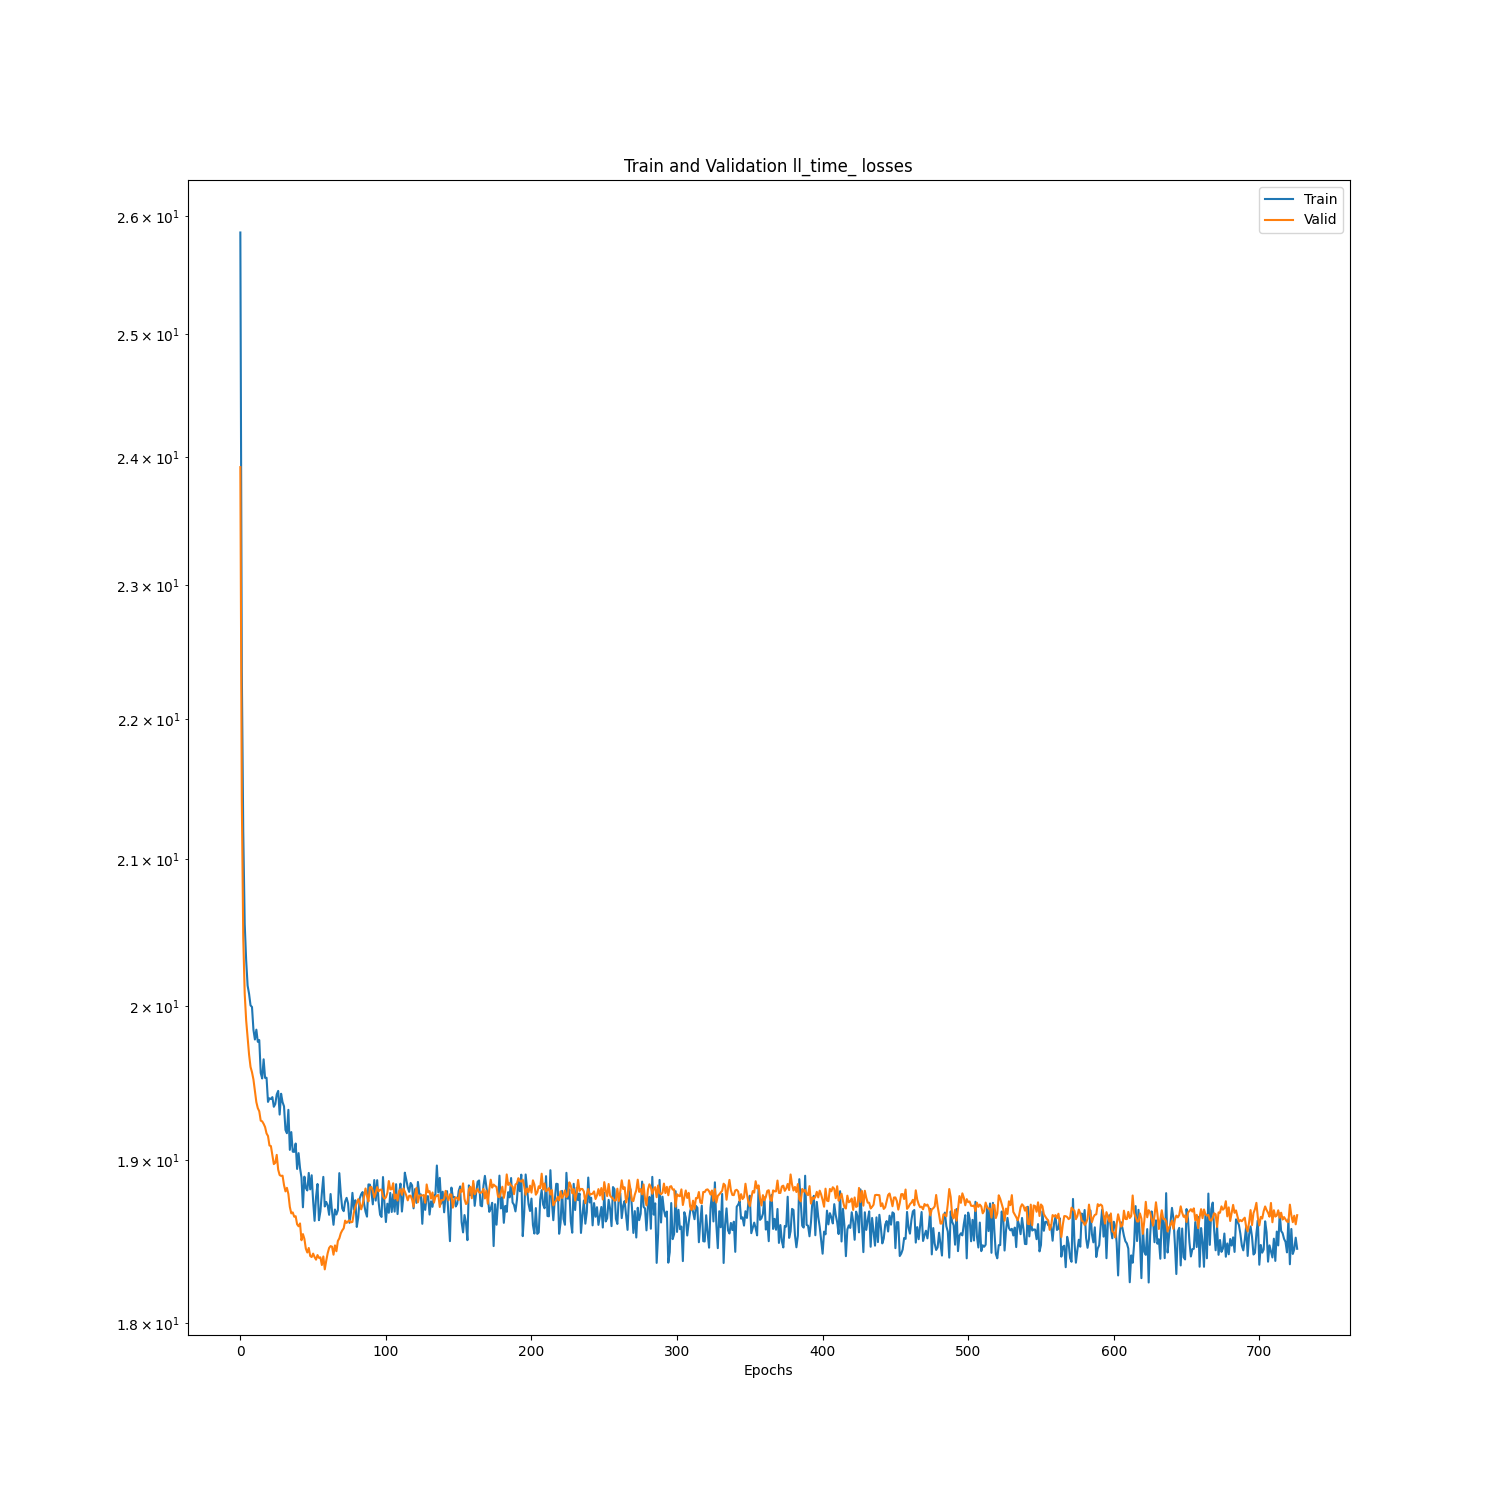 Train and Validation ll_time_ losses
Train
Valid
2.6 × 10¹
2.5 × 10¹
2.4 × 10¹
2.3 × 10¹
2.2 × 10¹
2.1 × 10¹
2 × 10¹
1.9 × 10¹
1.8 × 10¹
0 100 200 300 400 500 600 700
Epochs